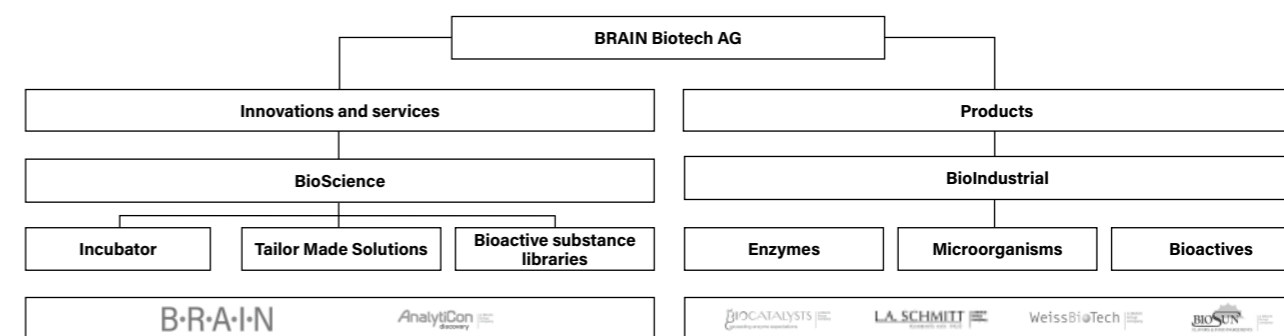 BRAIN Biotech AG
Innovations and services
Products
BioScience
BioIndustrial
Incubator
Tailor Made Solutions
Bioactive substance
libraries
Enzymes
Microorganisms
Bioactives
B·R·A·I·N
AnalytiCon
discovery
BIOCATALYSTS
L.A. SCHMITT
WeissBioTech
BIOSUN